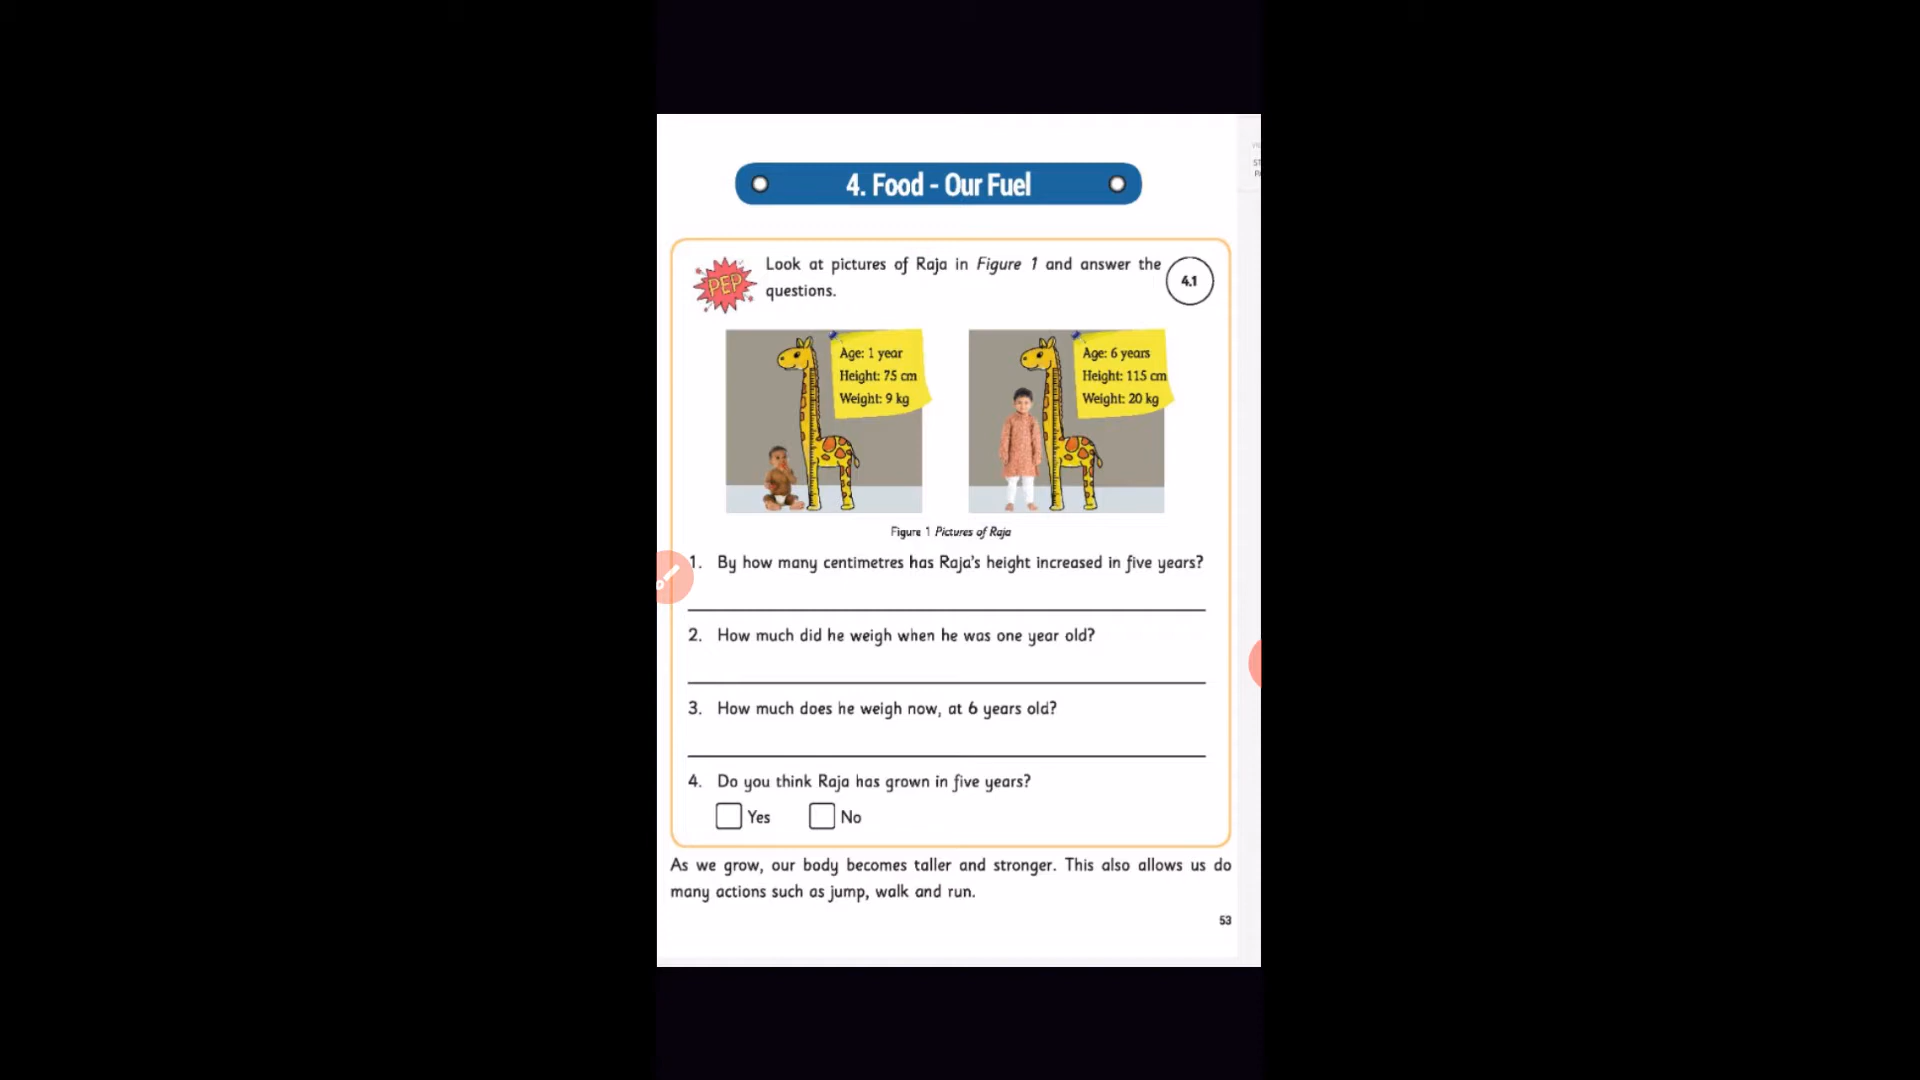 4. Food - Our Fuel
PEP
Look at pictures of Raja in Figure 1 and answer the
questions.
4.1
Age: 1 year
Height: 75 cm
Weight: 9 kg
Age: 6 years
Height: 115 cm
Weight: 20 kg
Figure 1 Pictures of Raja
1. By how many centimetres has Raja's height increased in five years?
2. How much did he weigh when he was one year old?
3. How much does he weigh now, at 6 years old?
4. Do you think Raja has grown in five years?
Yes No
As we grow, our body becomes taller and stronger. This also allows us do
many actions such as jump, walk and run.
53